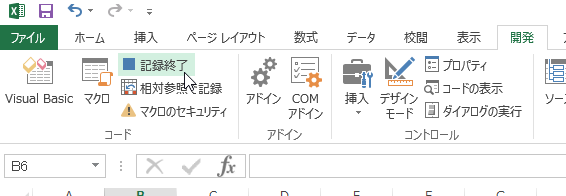 ファイル ホーム 挿入 ページ レイアウト 数式 データ 校閲 表示 開発
Visual Basic マクロ 記録終了 相対参照で記録 マクロのセキュリティ
アドイン COM アドイン
挿入 デザイン モード プロパティ コードの表示 ダイアログの実行
コード アドイン コントロール
B6 fx
A B C D E F G